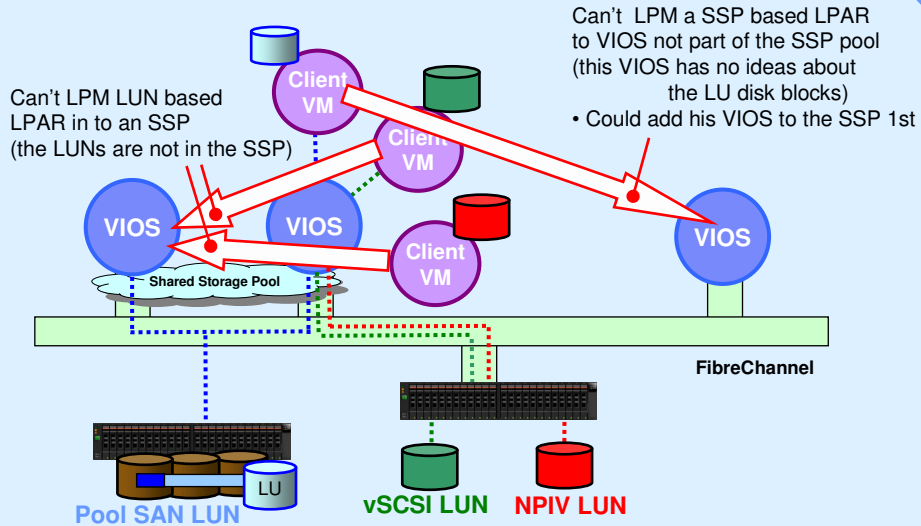 Can't LPM a SSP based LPAR
to VIOS not part of the SSP pool
(this VIOS has no ideas about
the LU disk blocks)
• Could add his VIOS to the SSP 1st
Can't LPM LUN based
LPAR in to an SSP
(the LUNs are not in the SSP)
Client
VM
Client
VM
Client
VM
VIOS
VIOS
VIOS
Shared Storage Pool
FibreChannel
LU
Pool SAN LUN
vSCSI LUN
NPIV LUN